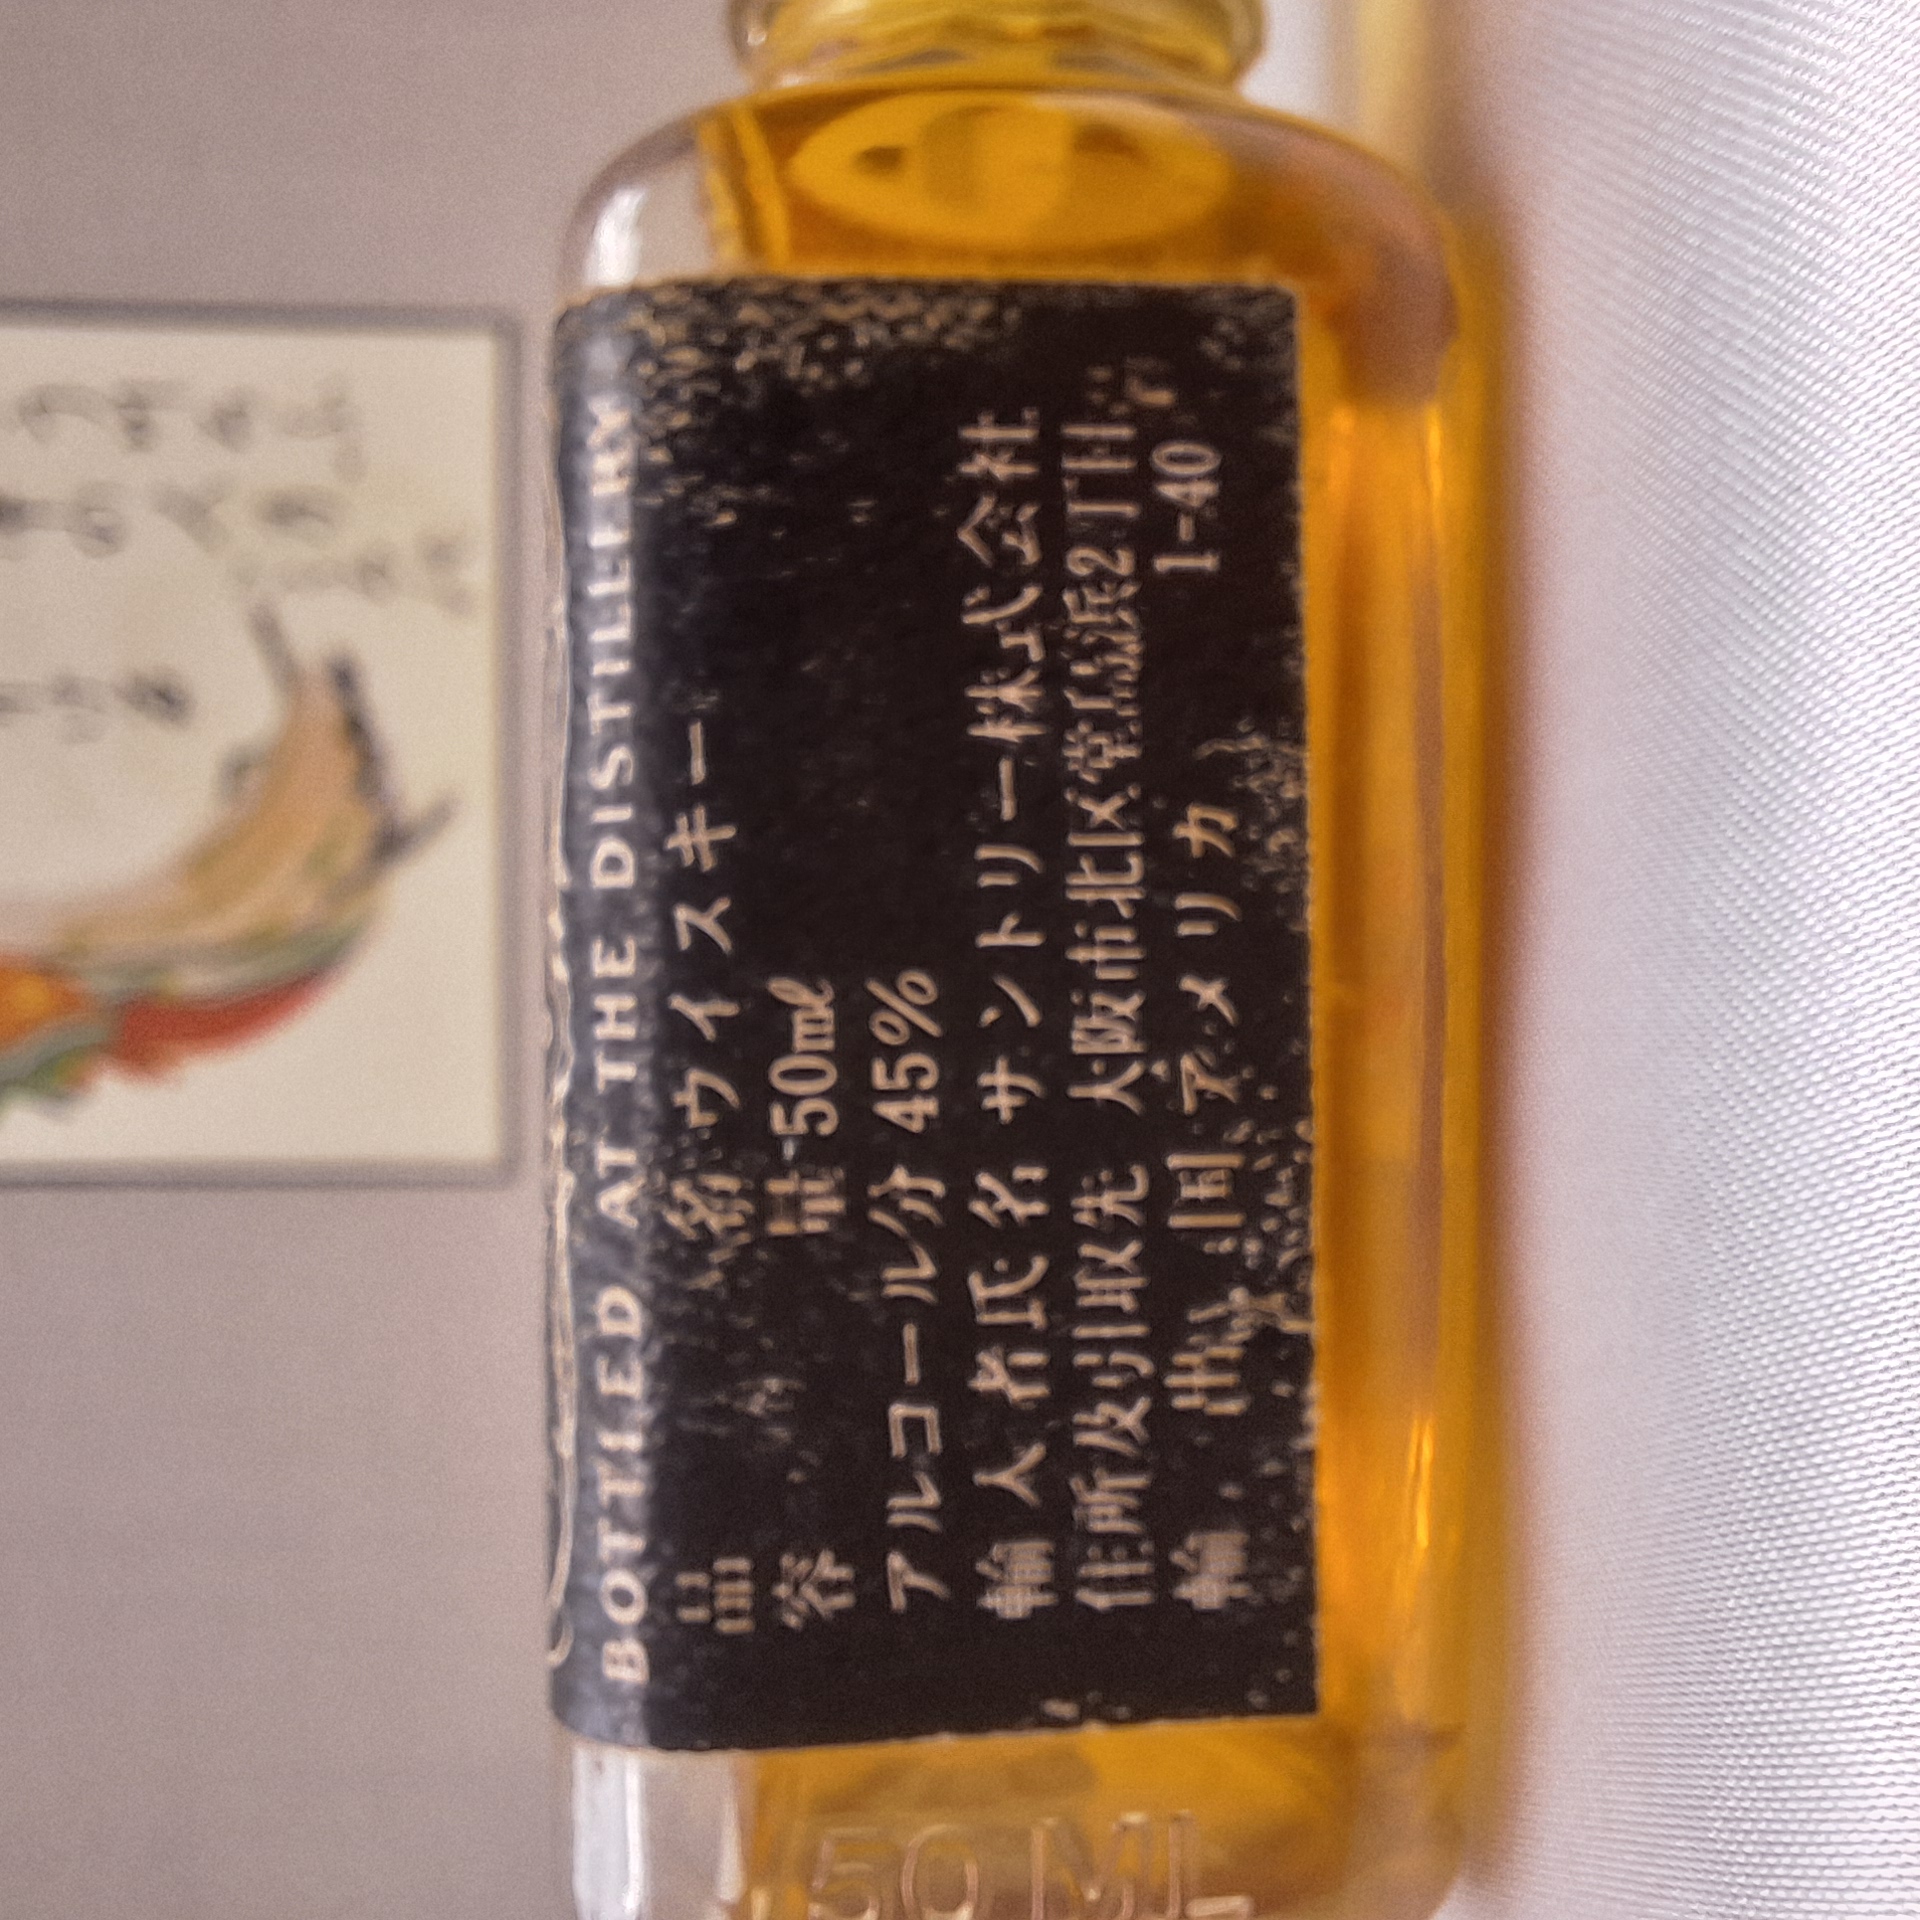 BOTTLED AT THE DISTILLERY
品 名 ウイスキー
容 量 50㎖
アルコール分 45%
輸入者氏名 サントリー株式会社
住所及引取先 大阪市北区堂島浜2丁目
1-40
輸出国 アメリカ
50 ML